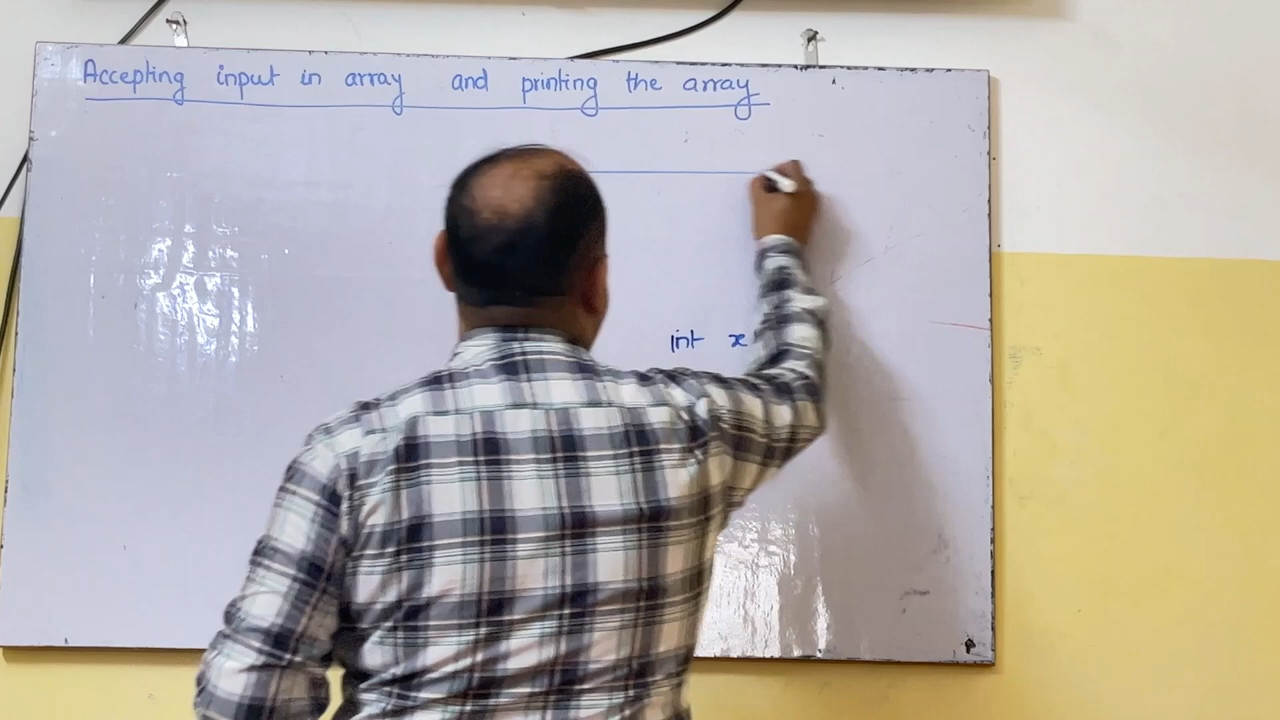 Accepting input in array and printing the array
int x